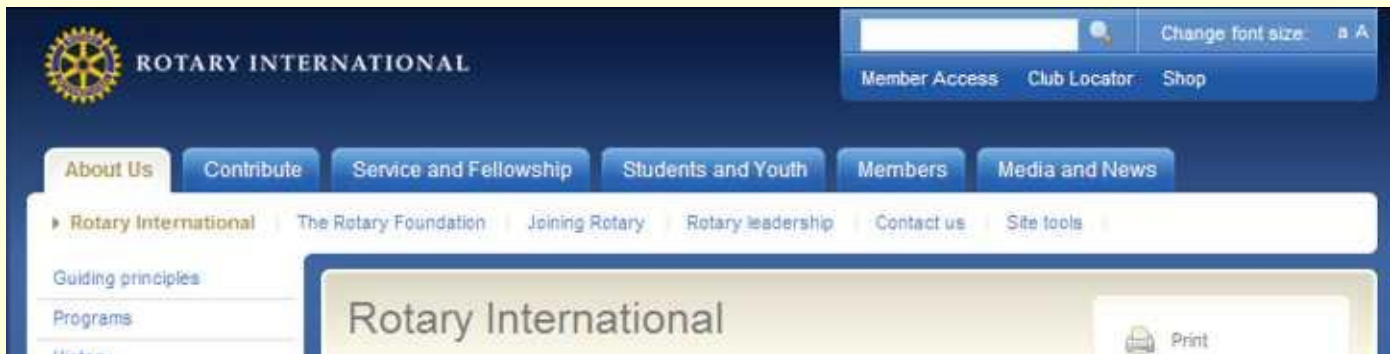 ROTARY INTERNATIONAL
Change font size: a A
Member Access Club Locator Shop
About Us Contribute Service and Fellowship Students and Youth Members Media and News
Rotary International The Rotary Foundation Joining Rotary Rotary leadership Contact us Site tools
Guiding principles
Programs
Rotary International
Print